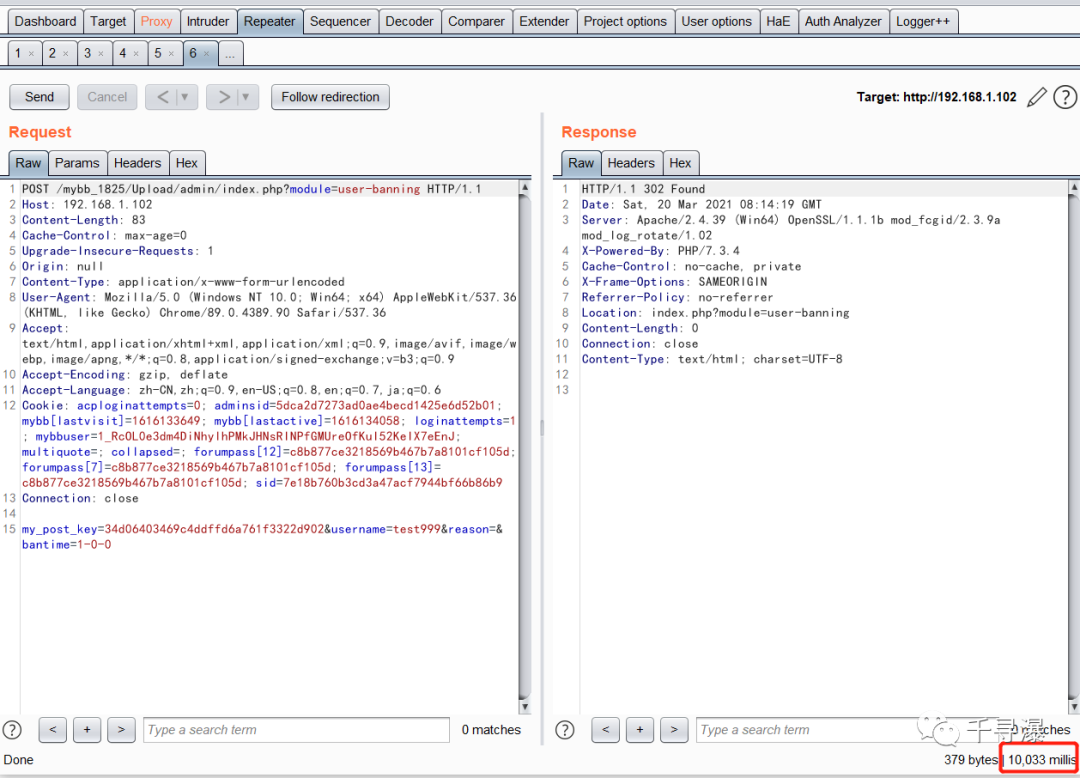 Dashboard Target Proxy Intruder Repeater Sequencer Decoder Comparer Extender Project options User options HaE Auth Analyzer Logger++
1 × 2 × 3 × 4 × 5 × 6 × ...
Send Cancel < ▼ > ▼ Follow redirection Target: http://192.168.1.102 ?
Request
Raw Params Headers Hex
1 POST /mybb_1825/Upload/admin/index.php?module=user-banning HTTP/1.1
2 Host: 192.168.1.102
3 Content-Length: 83
4 Cache-Control: max-age=0
5 Upgrade-Insecure-Requests: 1
6 Origin: null
7 Content-Type: application/x-www-form-urlencoded
8 User-Agent: Mozilla/5.0 (Windows NT 10.0; Win64; x64) AppleWebKit/537.36
(KHTML, like Gecko) Chrome/89.0.4389.90 Safari/537.36
9 Accept:
text/html,application/xhtml+xml,application/xml;q=0.9,image/avif,image/w
ebp,image/apng,*/*;q=0.8,application/signed-exchange;v=b3;q=0.9
10 Accept-Encoding: gzip, deflate
11 Accept-Language: zh-CN,zh;q=0.9,en-US;q=0.8,en;q=0.7,ja;q=0.6
12 Cookie: acploginattempts=0; adminsid=5dca2d7273ad0ae4becd1425e6d52b01;
mybb[lastvisit]=1616133649; mybb[lastactive]=1616134058; loginattempts=1
; mybbuser=1_RcOL0e3dm4DiNhyIhPMkJHNsRlNPfGMUreOfKul52KelX7eEnJ;
multiquote=; collapsed=; forumpass[12]=c8b877ce3218569b467b7a8101cf105d;
forumpass[7]=c8b877ce3218569b467b7a8101cf105d; forumpass[13]=
c8b877ce3218569b467b7a8101cf105d; sid=7e18b760b3cd3a47acf7944bf66b86b9
13 Connection: close
14
15 my_post_key=34d06403469c4ddffd6a761f3322d902&username=test999&reason=&
bantime=1-0-0
? < + > Type a search term 0 matches
Response
Raw Headers Hex
1 HTTP/1.1 302 Found
2 Date: Sat, 20 Mar 2021 08:14:19 GMT
3 Server: Apache/2.4.39 (Win64) OpenSSL/1.1.1b mod_fcgid/2.3.9a
mod_log_rotate/1.02
4 X-Powered-By: PHP/7.3.4
5 Cache-Control: no-cache, private
6 X-Frame-Options: SAMEORIGIN
7 Referrer-Policy: no-referrer
8 Location: index.php?module=user-banning
9 Content-Length: 0
10 Connection: close
11 Content-Type: text/html; charset=UTF-8
12
13
? < + > Type a search term 0 matches
千寻瀑
Done 379 bytes | 10,033 millis